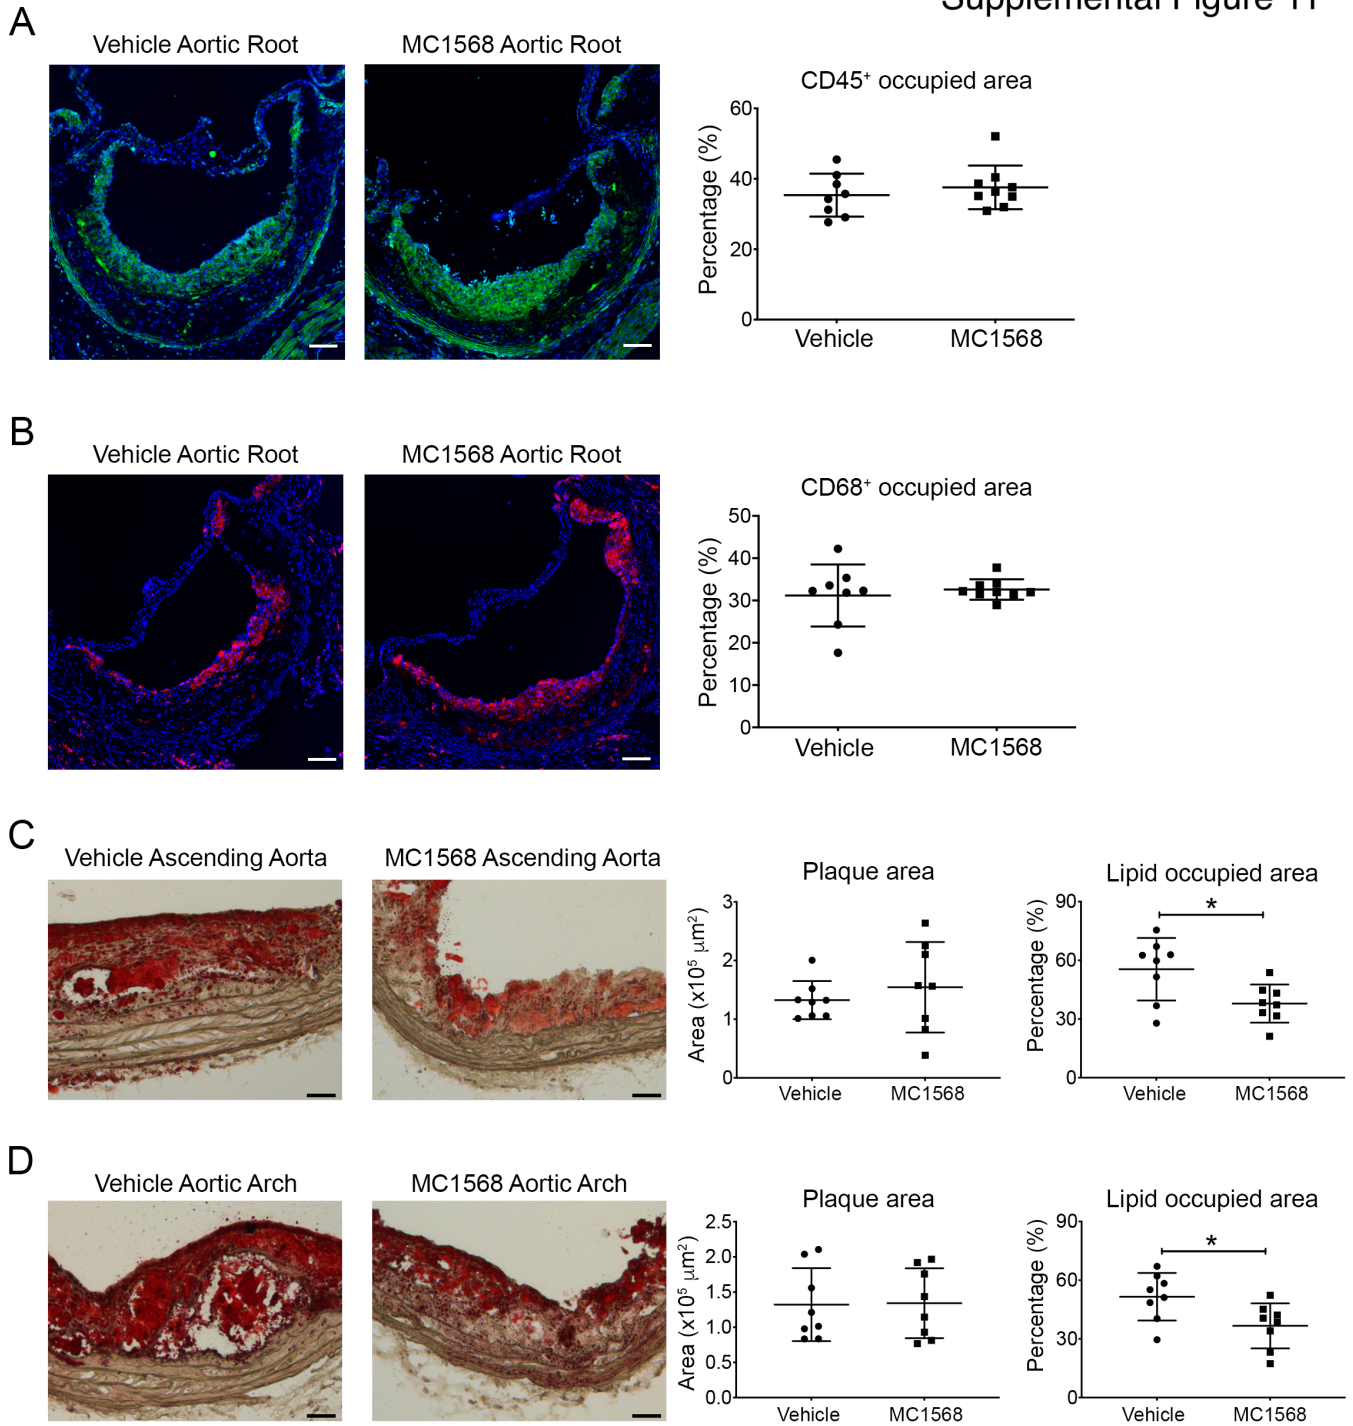 Supplemental Figure
A
Vehicle Aortic Root
MC1568 Aortic Root
CD45⁺ occupied area
Percentage (%)
60
40
20
0
Vehicle
MC1568
B
Vehicle Aortic Root
MC1568 Aortic Root
CD68⁺ occupied area
Percentage (%)
50
40
30
20
10
0
Vehicle
MC1568
C
Vehicle Ascending Aorta
MC1568 Ascending Aorta
Plaque area
Area (x10⁵ μm²)
3
2
1
0
Vehicle
MC1568
Lipid occupied area
Percentage (%)
90
60
30
0
*
Vehicle
MC1568
D
Vehicle Aortic Arch
MC1568 Aortic Arch
Plaque area
Area (x10⁵ μm²)
2.5
2.0
1.5
1.0
0.5
0.0
Vehicle
MC1568
Lipid occupied area
Percentage (%)
90
60
30
0
*
Vehicle
MC1568